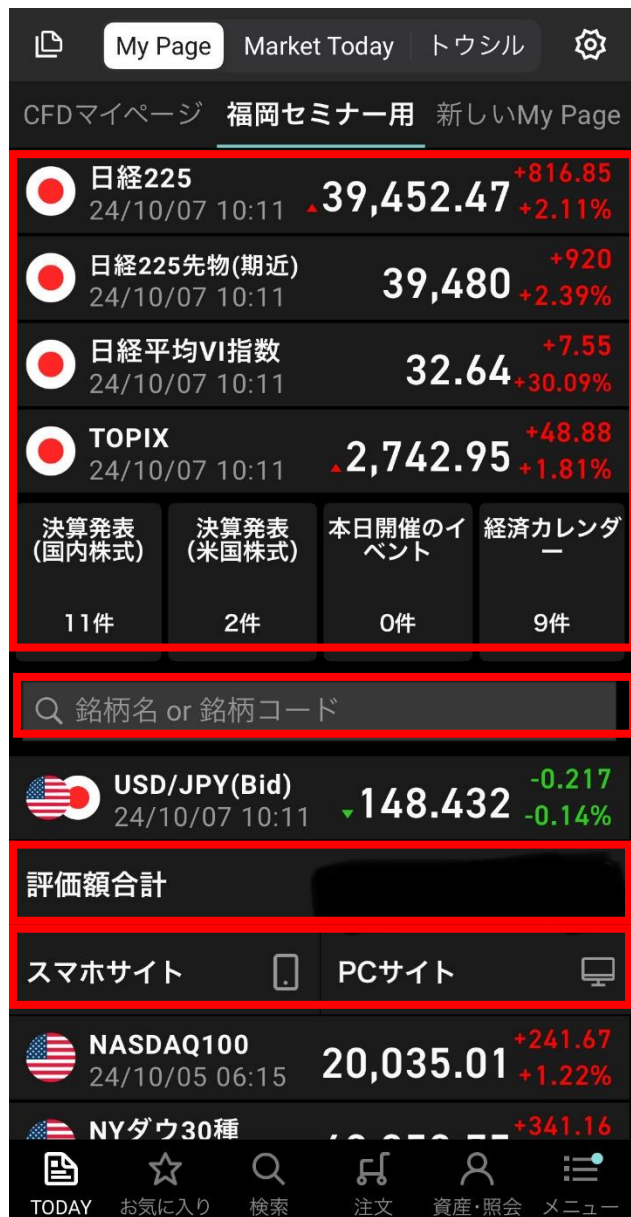 My Page Market Today トウシル
CFDマイページ 福岡セミナー用 新しいMy Page
日経225
24/10/07 10:11 ▲39,452.47 +816.85 +2.11%
日経225先物(期近)
24/10/07 10:11 39,480 +920 +2.39%
日経平均VI指数
24/10/07 10:11 32.64 +7.55 +30.09%
TOPIX
24/10/07 10:11 ▲2,742.95 +48.88 +1.81%
決算発表(国内株式) 決算発表(米国株式) 本日開催のイベント 経済カレンダー
11件 2件 0件 9件
銘柄名 or 銘柄コード
USD/JPY(Bid)
24/10/07 10:11 ▼148.432 -0.217 -0.14%
評価額合計
スマホサイト PCサイト
NASDAQ100
24/10/05 06:15 20,035.01 +241.67 +1.22%
NYダウ30種 +341.16
TODAY お気に入り 検索 注文 資産・照会 メニュー